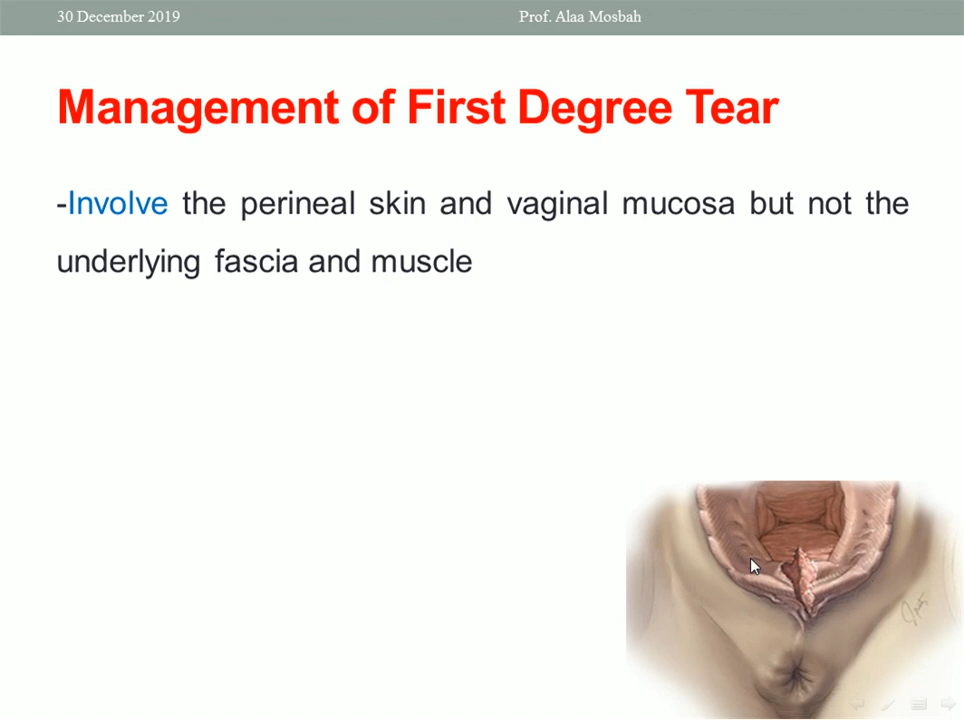 30 December 2019 Prof. Alaa Mosbah
Management of First Degree Tear
-Involve the perineal skin and vaginal mucosa but not the
underlying fascia and muscle